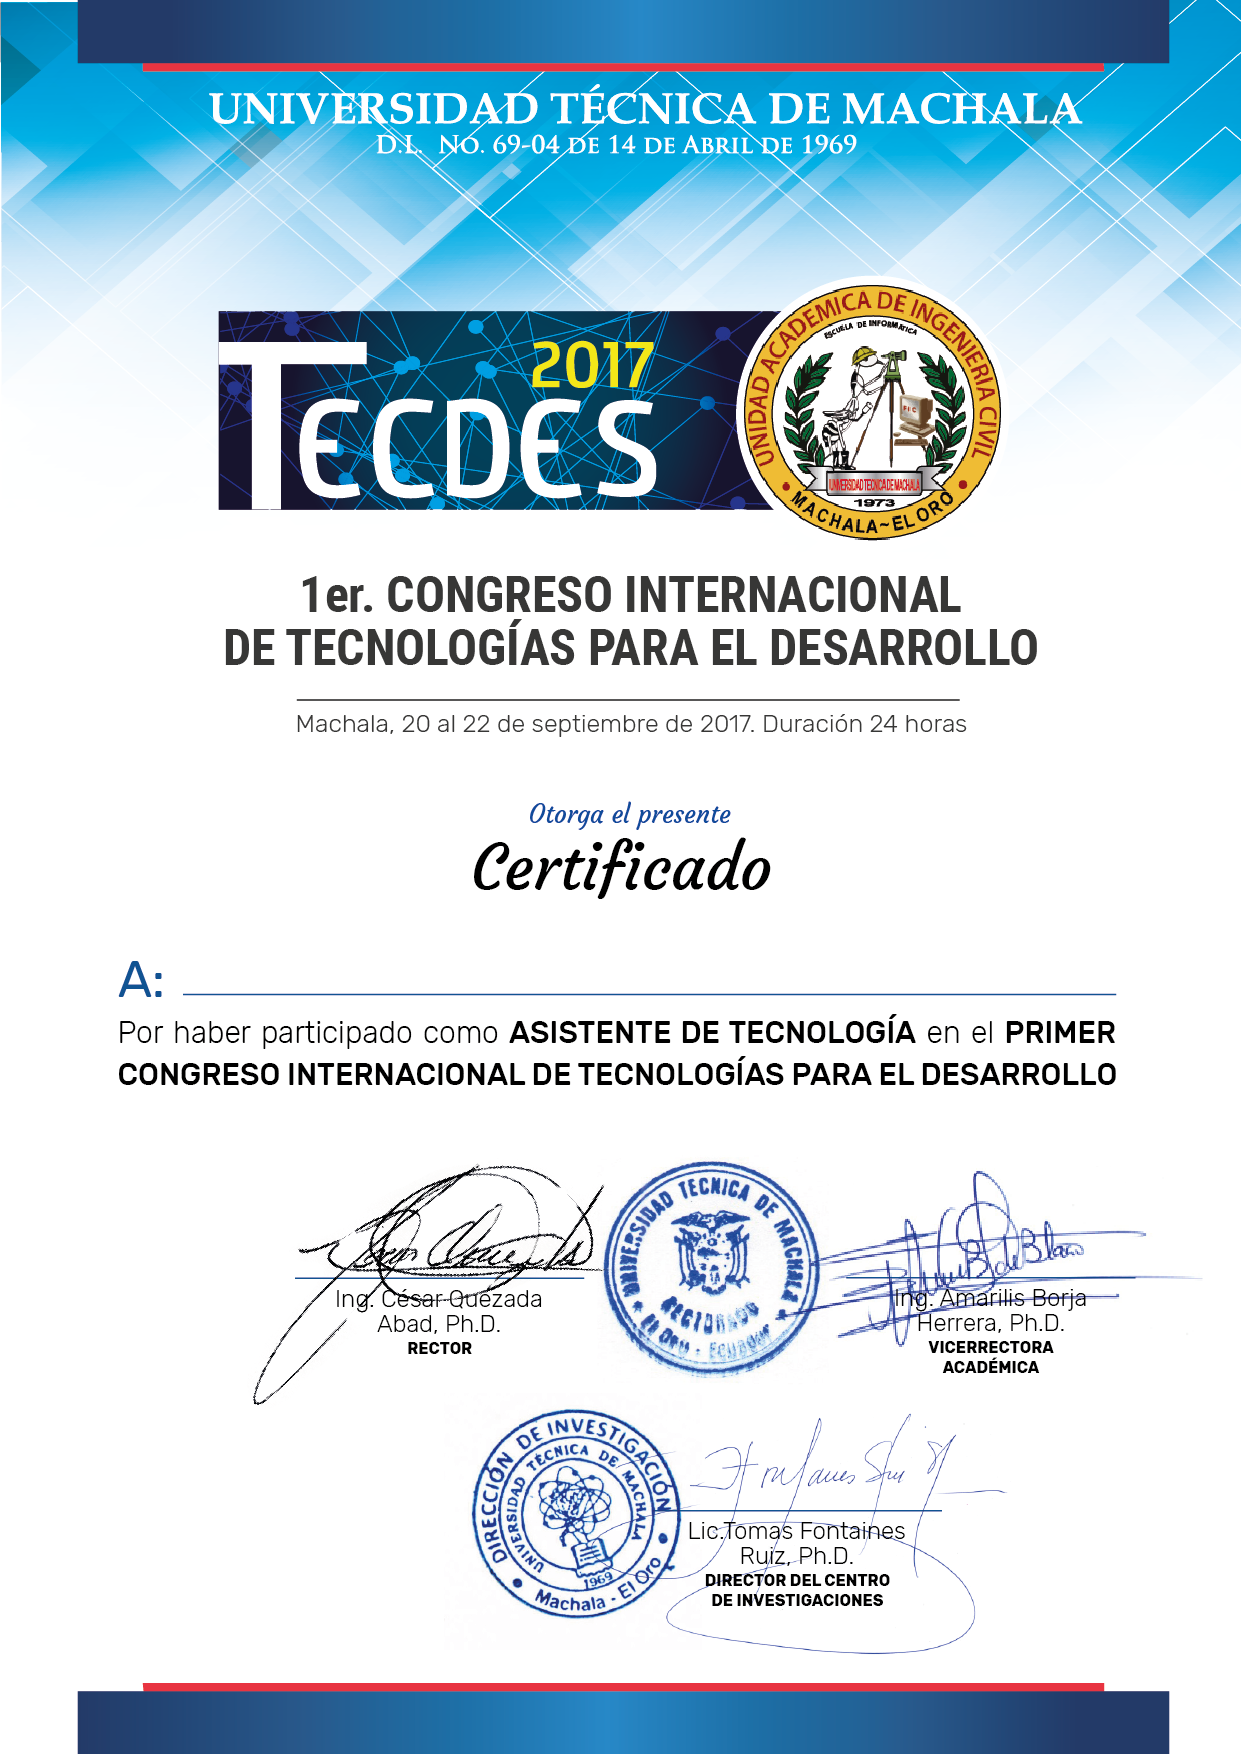 UNIVERSIDAD TÉCNICA DE MACHALA
D.L. No. 69-04 DE 14 DE ABRIL DE 1969
TECDES 2017
UNIDAD ACADEMICA DE INGENIERIA CIVIL
ESCUELA DE INFORMATICA
UNIVERSIDAD TECNICA DE MACHALA
1973
MACHALA~EL ORO
1er. CONGRESO INTERNACIONAL
DE TECNOLOGÍAS PARA EL DESARROLLO
Machala, 20 al 22 de septiembre de 2017. Duración 24 horas
Otorga el presente
Certificado
A:
Por haber participado como ASISTENTE DE TECNOLOGÍA en el PRIMER
CONGRESO INTERNACIONAL DE TECNOLOGÍAS PARA EL DESARROLLO
UNIVERSIDAD TECNICA DE MACHALA
RECTORADO
El Oro - Ecuador
Ing. César Quezada
Abad, Ph.D.
RECTOR
Ing. Amarilis Borja
Herrera, Ph.D.
VICERRECTORA
ACADÉMICA
DIRECCIÓN DE INVESTIGACIÓN
UNIVERSIDAD TÉCNICA DE MACHALA
1969
Machala - El Oro
Lic.Tomas Fontaines
Ruiz, Ph.D.
DIRECTOR DEL CENTRO
DE INVESTIGACIONES